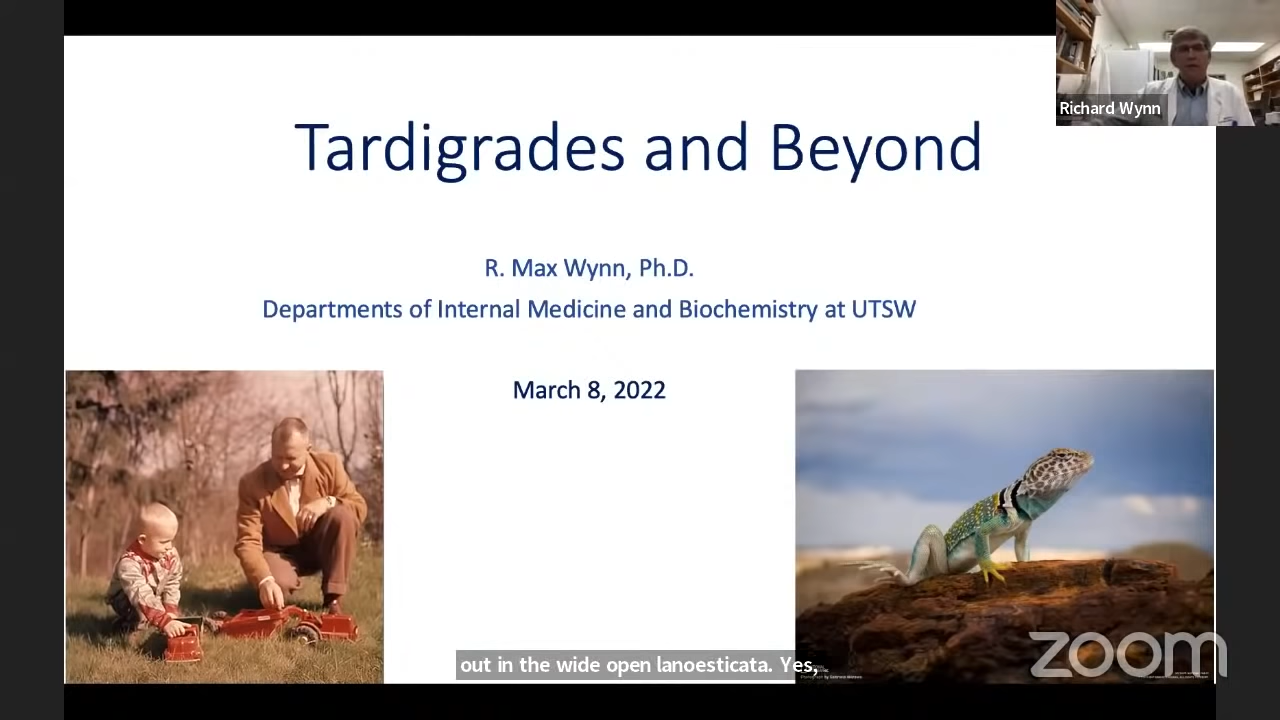 Richard Wynn
Tardigrades and Beyond
R. Max Wynn, Ph.D.
Departments of Internal Medicine and Biochemistry at UTSW
March 8, 2022
out in the wide open lanoesticata. Yes,
zoom